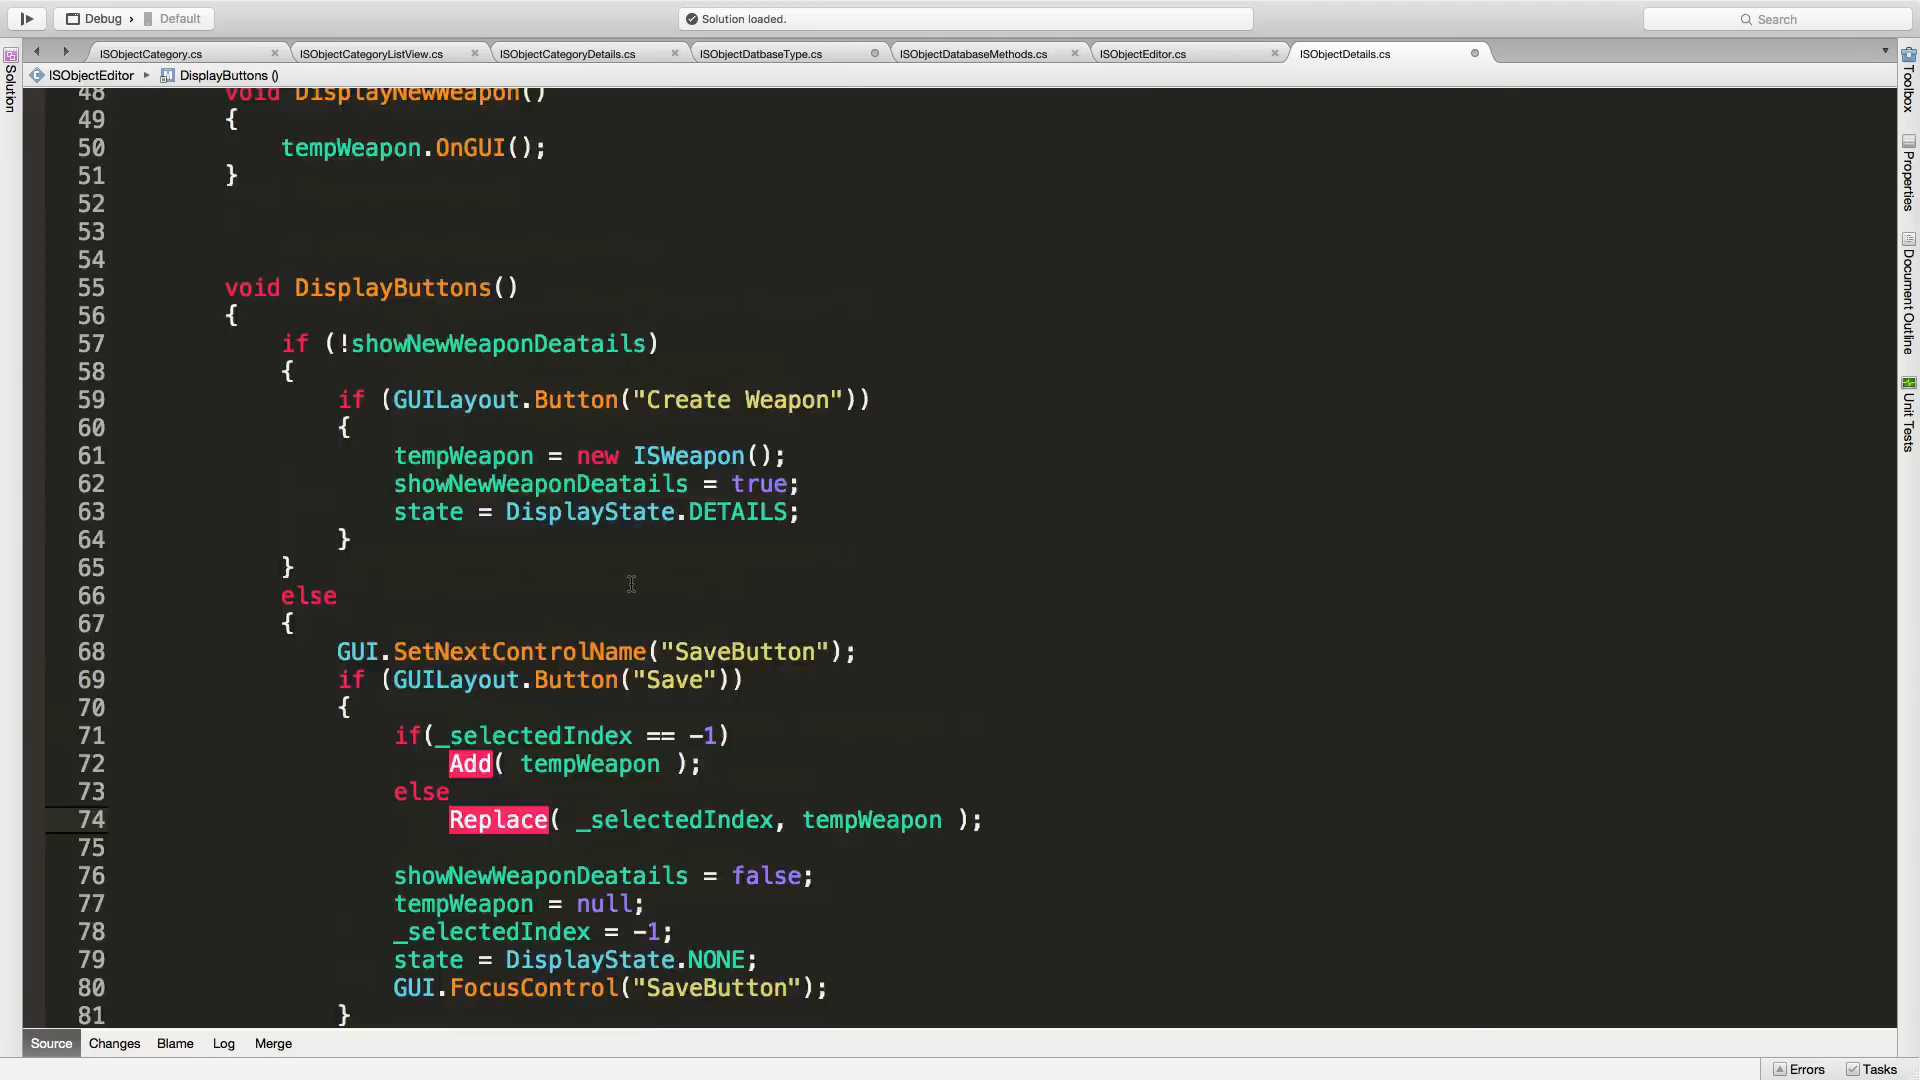 Debug › Default
Solution loaded.
Search
ISObjectCategory.cs
ISObjectCategoryListView.cs
ISObjectCategoryDetails.cs
ISObjectDatbaseType.cs
ISObjectDatabaseMethods.cs
ISObjectEditor.cs
ISObjectDetails.cs
ISObjectEditor
DisplayButtons ()
Solution
Toolbox
Properties
Document Outline
Unit Tests
48 void DisplayNewWeapon()
49 {
50 tempWeapon.OnGUI();
51 }
52
53
54
55 void DisplayButtons()
56 {
57 if (!showNewWeaponDeatails)
58 {
59 if (GUILayout.Button("Create Weapon"))
60 {
61 tempWeapon = new ISWeapon();
62 showNewWeaponDeatails = true;
63 state = DisplayState.DETAILS;
64 }
65 }
66 else
67 {
68 GUI.SetNextControlName("SaveButton");
69 if (GUILayout.Button("Save"))
70 {
71 if(_selectedIndex == -1)
72 Add( tempWeapon );
73 else
74 Replace( _selectedIndex, tempWeapon );
75
76 showNewWeaponDeatails = false;
77 tempWeapon = null;
78 _selectedIndex = -1;
79 state = DisplayState.NONE;
80 GUI.FocusControl("SaveButton");
81 }
Source Changes Blame Log Merge
Errors Tasks